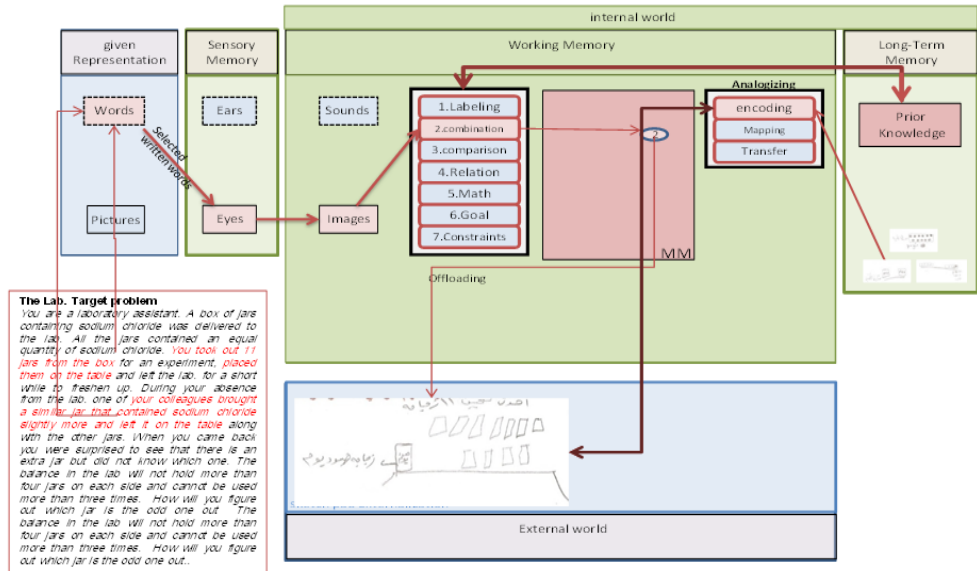 internal world
given
Representation
Sensory
Memory
Working Memory
Long-Term
Memory
Words
Ears
Sounds
1.Labeling
2.combination
3.comparison
4.Relation
5.Math
6.Goal
7.Constraints
2
MM
Analogizing
encoding
Mapping
Transfer
Prior
Knowledge
Selected
written words
Pictures
Eyes
Images
Offloading
The Lab. Target problem
You are a laboratory assistant. A box of jars
containing sodium chloride was delivered to
the lab. All the jars contained an equal
quantity of sodium chloride. You took out 11
jars from the box for an experiment, placed
them on the table and left the lab. for a short
while to freshen up. During your absence
from the lab. one of your colleagues brought
a similar jar that contained sodium chloride
slightly more and left it on the table along
with the other jars. When you came back
you were surprised to see that there is an
extra jar but did not know which one. The
balance in the lab will not hold more than
four jars on each side and cannot be used
more than three times. How will you figure
out which jar is the odd one out The
balance in the lab will not hold more than
four jars on each side and cannot be used
more than three times. How will you figure
out which jar is the odd one out..
External world